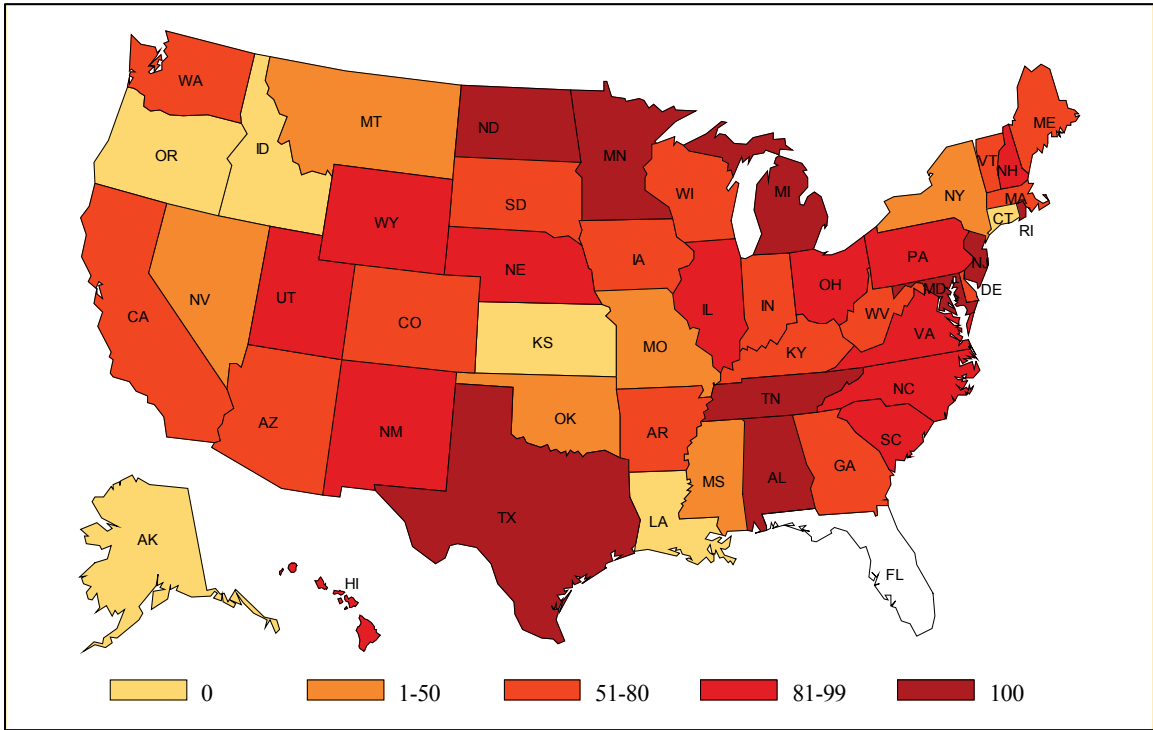 WA
ME
MT
ND
VT
MN
NH
OR
ID
WI
MI
NY
MA
SD
CT
WY
RI
PA
IA
NJ
NE
OH
MD
DE
NV
UT
IL
IN
WV
CA
CO
VA
KS
MO
KY
NC
TN
AZ
NM
OK
AR
SC
GA
MS
AL
TX
LA
AK
HI
FL
0
1-50
51-80
81-99
100